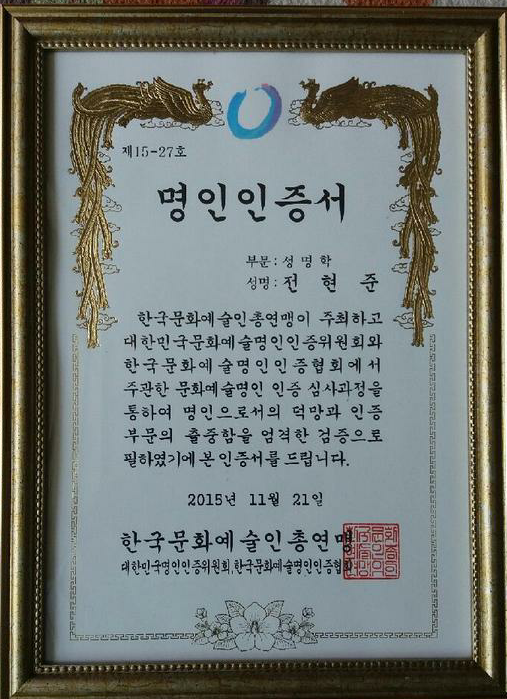 제15-27호
명인인증서
부문: 성명학
성명: 전현준
한국문화예술인총연맹이 주최하고
대한민국문화예술명인인증위원회와
한국문화예술명인인증협회에서
주관한 문화예술명인 인증 심사과정을
통하여 명인으로서의 덕망과 인증
부문의 출중함을 엄격한 검증으로
필하였기에 본 인증서를 드립니다.
2015년 11월 21일
한국문화예술인총연맹
대한민국명인인증위원회.한국문화예술명인인증협회